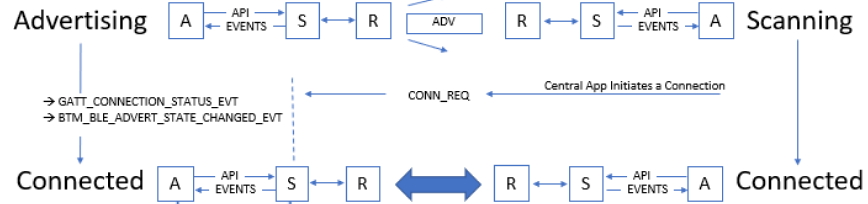 Advertising A API EVENTS S R ADV R S API EVENTS A Scanning
Central App Initiates a Connection
CONN_REQ
→ GATT_CONNECTION_STATUS_EVT
→ BTM_BLE_ADVERT_STATE_CHANGED_EVT
Connected A API EVENTS S R R S API EVENTS A Connected